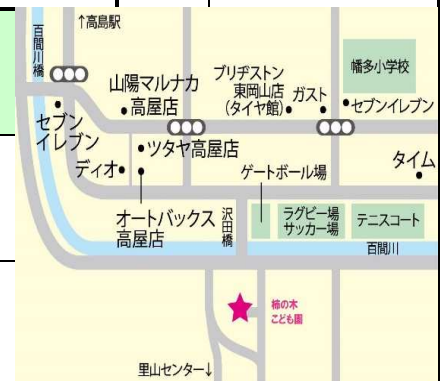 ↑高島駅
百間川橋
セブン
イレブン
山陽マルナカ
高屋店
ブリヂストン
東岡山店
(タイヤ館)
ガスト
幡多小学校
セブンイレブン
ツタヤ高屋店
ディオ
タイム
ゲートボール場
オートバックス
高屋店
沢田橋
ラグビー場
サッカー場
テニスコート
百間川
柿の木
こども園
里山センター↓